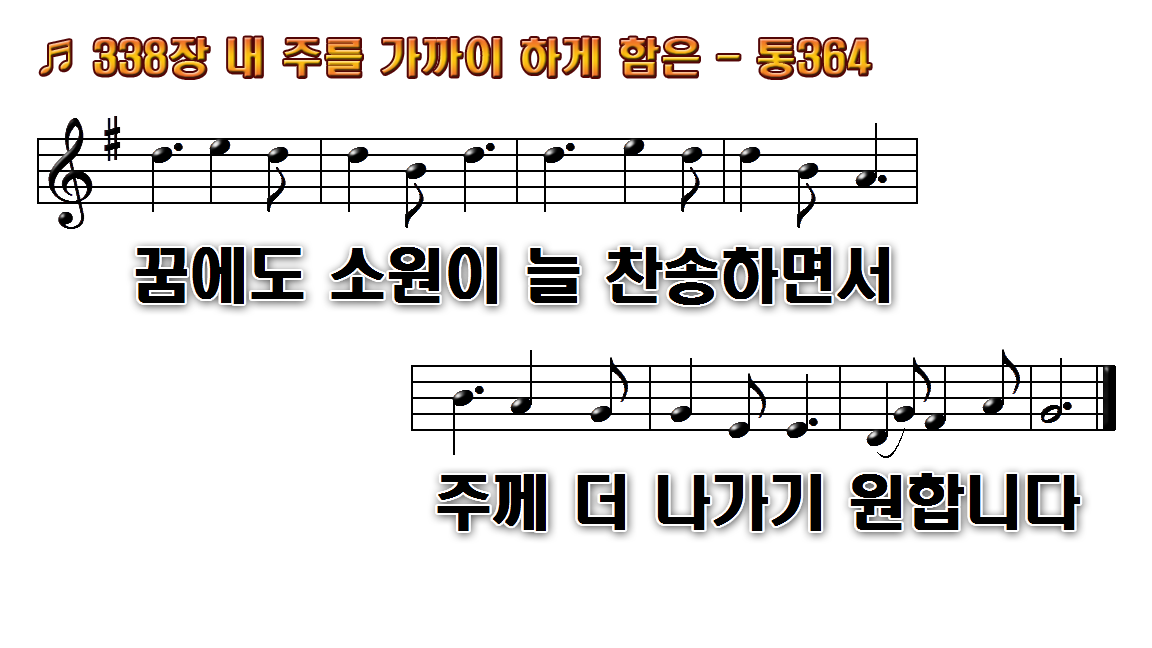 ♬ 338장 내 주를 가까이 하게 함은 - 통364
꿈에도 소원이 늘 찬송하면서
주께 더 나가기 원합니다